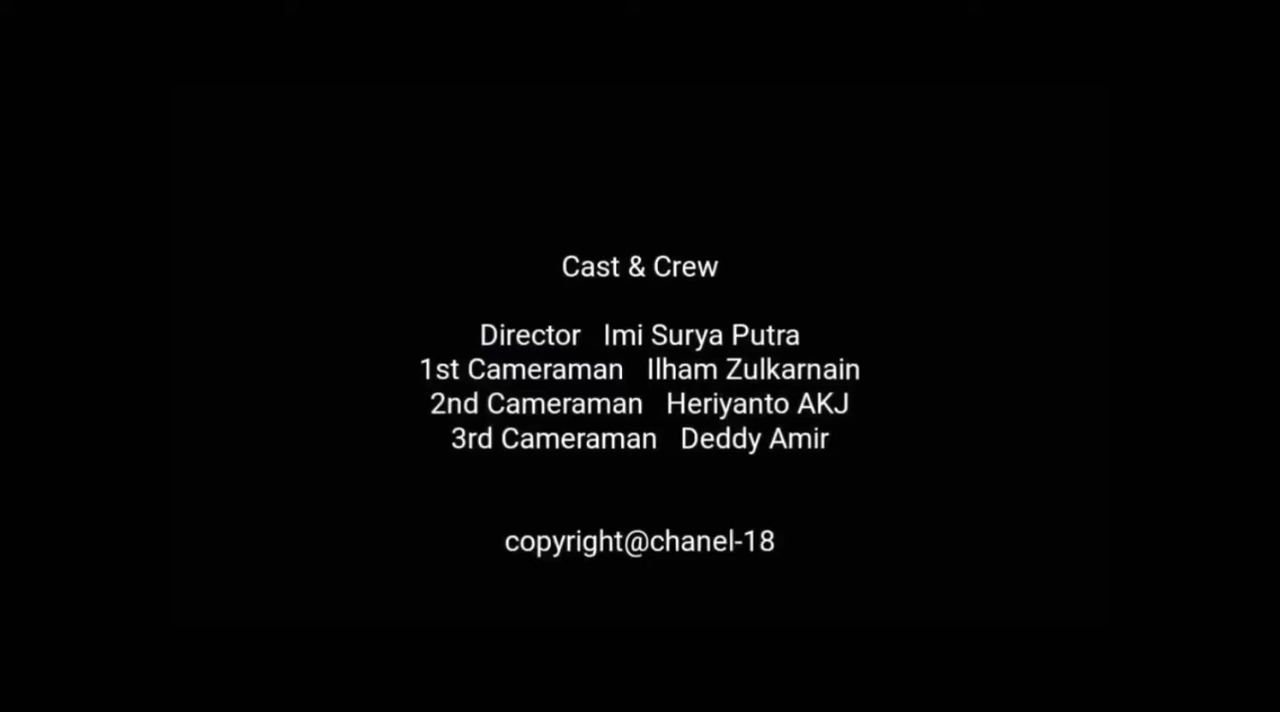 Cast & Crew
Director Imi Surya Putra
1st Cameraman Ilham Zulkarnain
2nd Cameraman Heriyanto AKJ
3rd Cameraman Deddy Amir
copyright@chanel-18